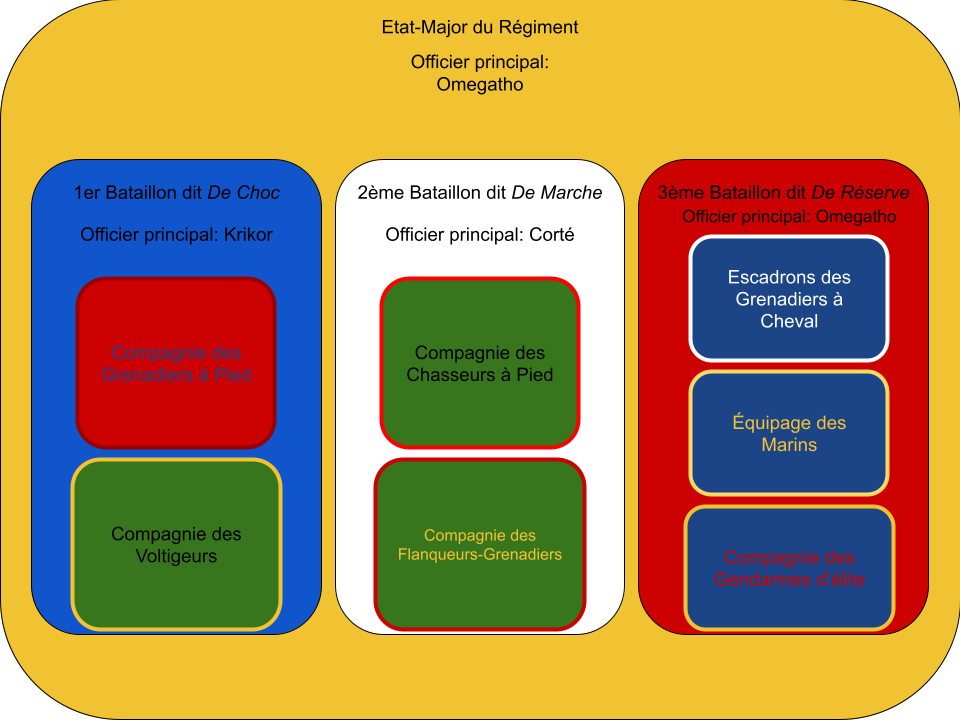 Etat-Major du Régiment
Officier principal:
Omegatho
1er Bataillon dit De Choc
Officier principal: Krikor
Compagnie des
Grenadiers à Pied
Compagnie des
Voltigeurs
2ème Bataillon dit De Marche
Officier principal: Corté
Compagnie des
Chasseurs à Pied
Compagnie des
Flanqueurs-Grenadiers
3ème Bataillon dit De Réserve
Officier principal: Omegatho
Escadrons des
Grenadiers à
Cheval
Équipage des
Marins
Compagnie des
Gendarmes d'élite